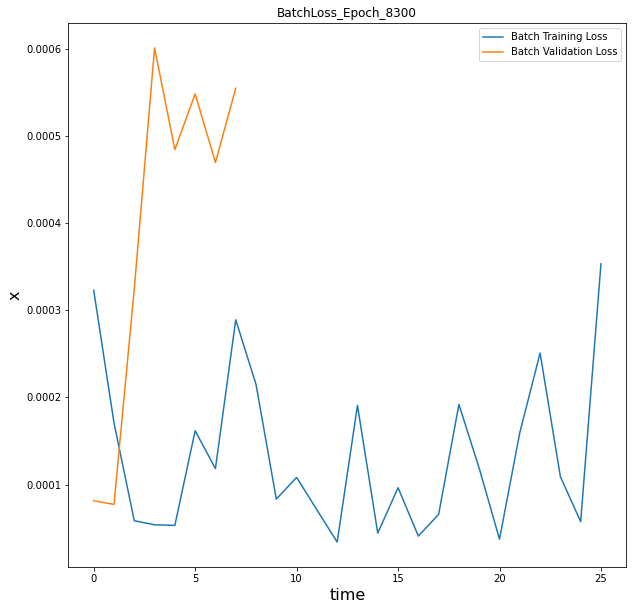 BatchLoss_Epoch_8300
Batch Training Loss
Batch Validation Loss
0.0006
0.0005
0.0004
0.0003
0.0002
0.0001
x
0 5 10 15 20 25
time